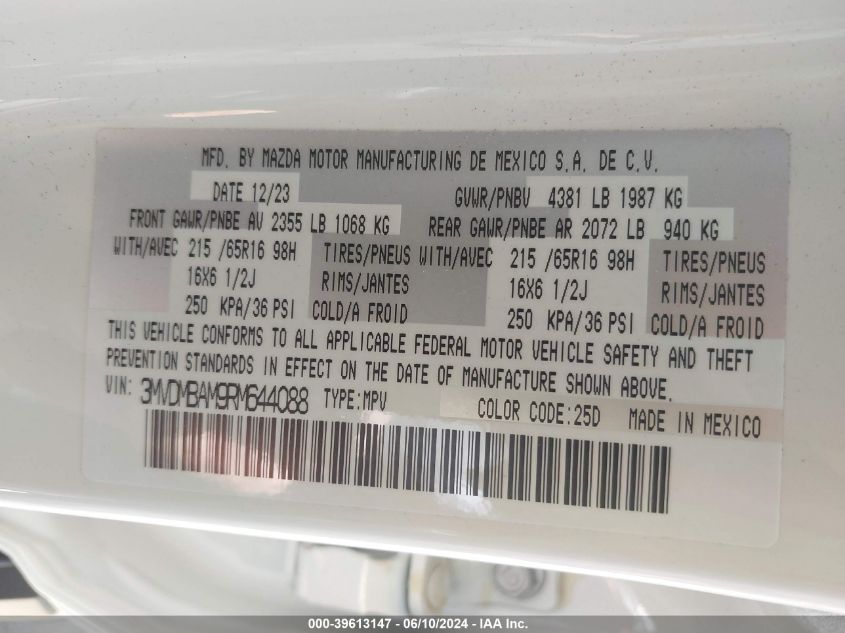 MFD. BY MAZDA MOTOR MANUFACTURING DE MEXICO S.A. DE C.V.
DATE 12/23 GVWR/PNBV 4381 LB 1987 KG
FRONT GAWR/PNBE AV 2355 LB 1068 KG REAR GAWR/PNBE AR 2072 LB 940 KG
WITH/AVEC 215 /65R16 98H TIRES/PNEUS WITH/AVEC 215 /65R16 98H TIRES/PNEUS
16X6 1/2J RIMS/JANTES 16X6 1/2J RIMS/JANTES
250 KPA/36 PSI COLD/A FROID 250 KPA/36 PSI COLD/A FROID
THIS VEHICLE CONFORMS TO ALL APPLICABLE FEDERAL MOTOR VEHICLE SAFETY AND THEFT
PREVENTION STANDARDS IN EFFECT ON THE DATE OF MANUFACTURE SHOWN ABOVE.
VIN: 3MVDMBAM9RM644088 TYPE:MPV COLOR CODE:25D MADE IN MEXICO
000-39613147 - 06/10/2024 - IAA Inc.